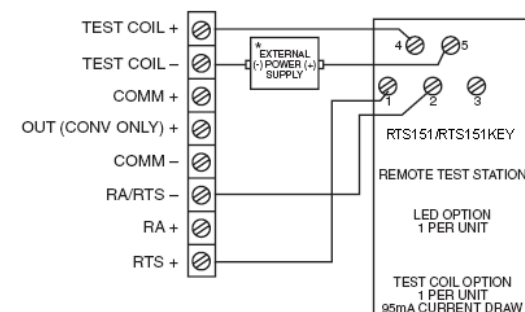 TEST COIL +
TEST COIL –
COMM +
OUT (CONV ONLY) +
COMM –
RA/RTS –
RA +
RTS +
*
EXTERNAL
(-) POWER (+)
SUPPLY
4
5
1
2
3
RTS151/RTS151KEY
REMOTE TEST STATION
LED OPTION
1 PER UNIT
TEST COIL OPTION
1 PER UNIT
95mA CURRENT DRAW